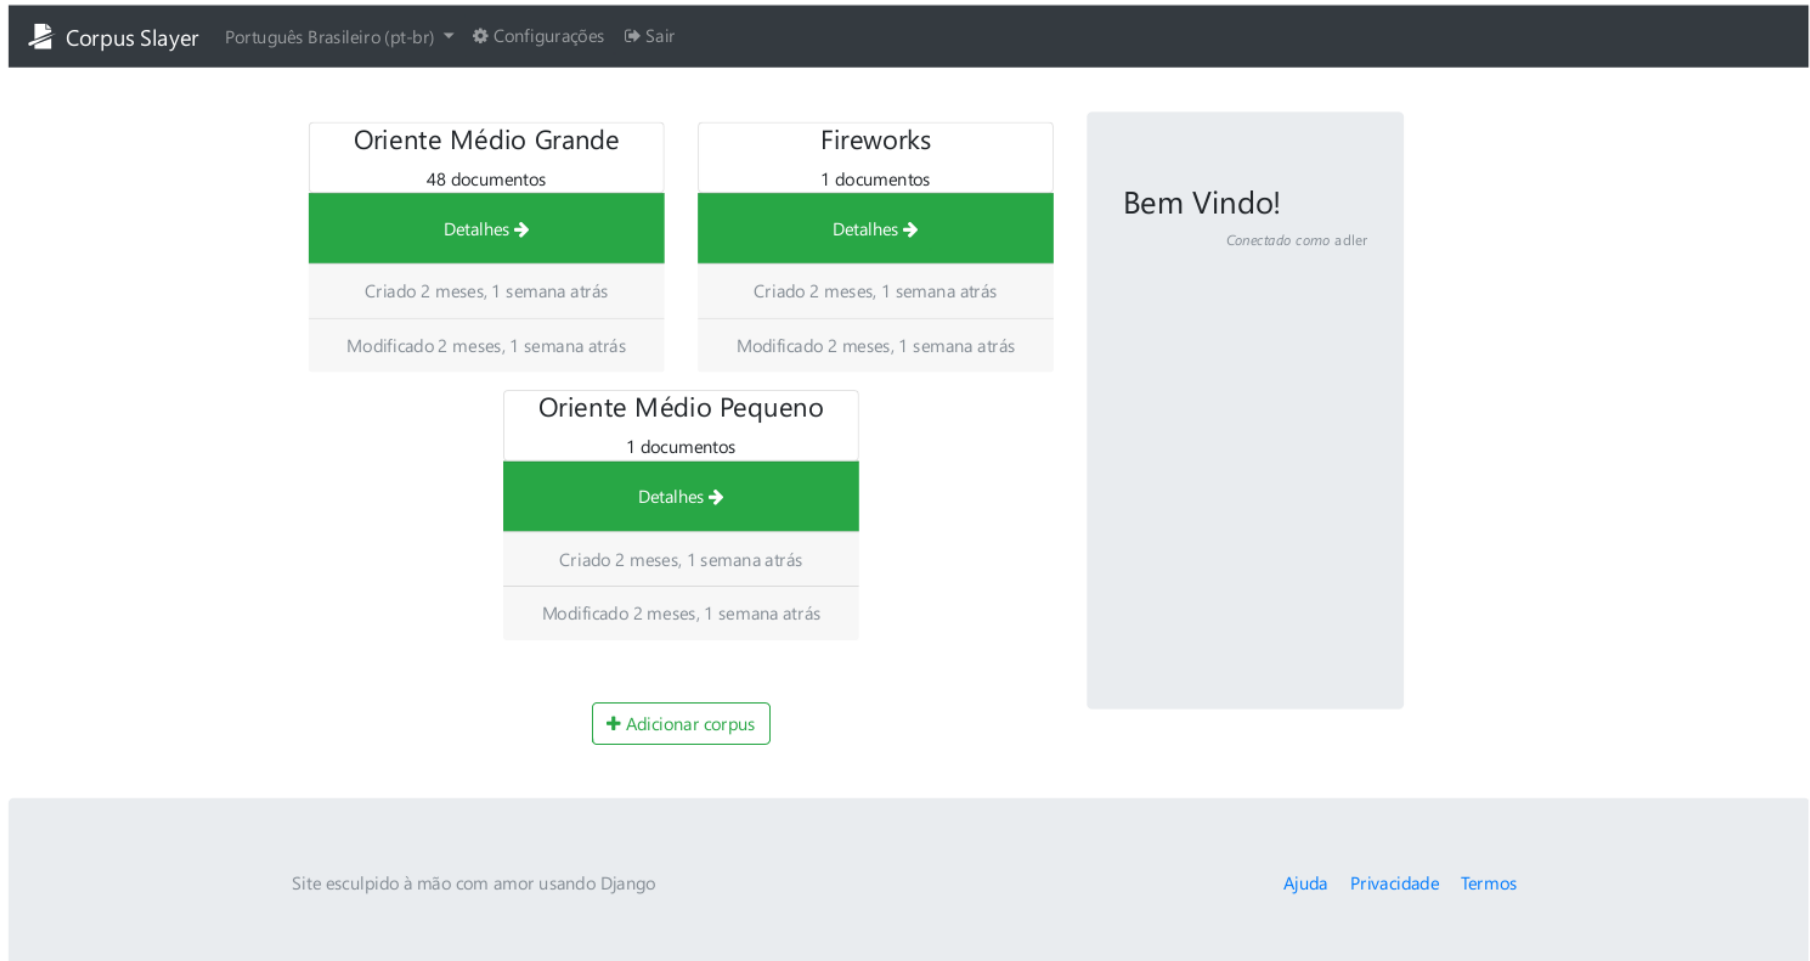 Corpus Slayer Português Brasileiro (pt-br) Configurações Sair
Oriente Médio Grande
48 documentos
Detalhes
Criado 2 meses, 1 semana atrás
Modificado 2 meses, 1 semana atrás
Fireworks
1 documentos
Detalhes
Criado 2 meses, 1 semana atrás
Modificado 2 meses, 1 semana atrás
Oriente Médio Pequeno
1 documentos
Detalhes
Criado 2 meses, 1 semana atrás
Modificado 2 meses, 1 semana atrás
Adicionar corpus
Bem Vindo!
Conectado como adler
Site esculpido à mão com amor usando Django
Ajuda Privacidade Termos